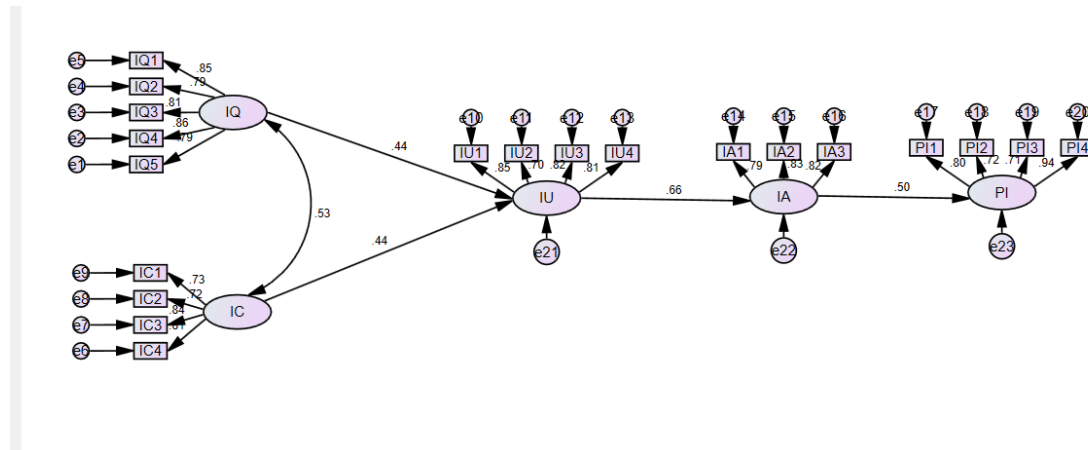 e5 IQ1 .85
e4 IQ2 .79
e3 IQ3 .81 IQ
e2 IQ4 .86
e1 IQ5 .79
.44
.53
.44
e9 IC1 .73
e8 IC2 .72
e7 IC3 .84 IC
e6 IC4
e10 e11 e12 e13
IU1 IU2 IU3 IU4
.85 .70 .82 .81
IU
e21
.66
e14 e15 e16
IA1 IA2 IA3
.79 .83 .82
IA
e22
.50
e17 e18 e19 e20
PI1 PI2 PI3 PI4
.80 .72 .71 .94
PI
e23